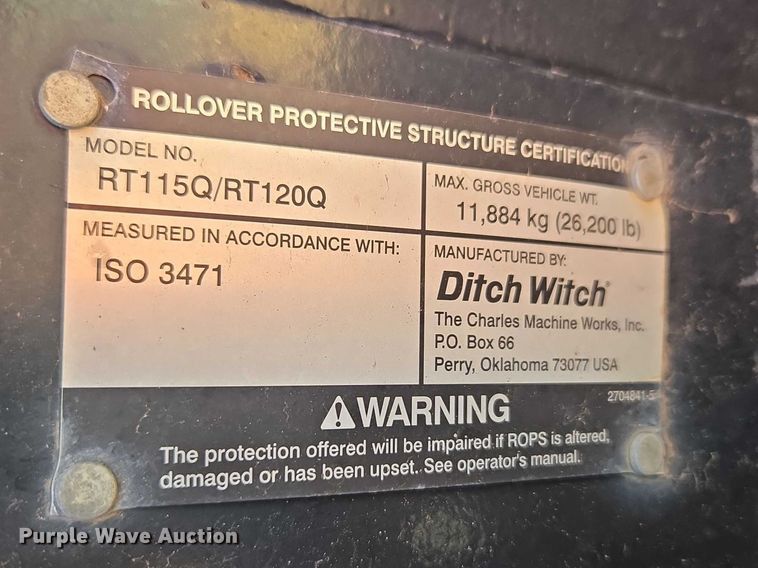 ROLLOVER PROTECTIVE STRUCTURE CERTIFICATION
MODEL NO.
RT115Q/RT120Q
MAX. GROSS VEHICLE WT.
11,884 kg (26,200 lb)
MEASURED IN ACCORDANCE WITH:
ISO 3471
MANUFACTURED BY:
Ditch Witch®
The Charles Machine Works, Inc.
P.O. Box 66
Perry, Oklahoma 73077 USA
2704841-5
WARNING
The protection offered will be impaired if ROPS is altered,
damaged or has been upset. See operator's manual.
Purple Wave Auction